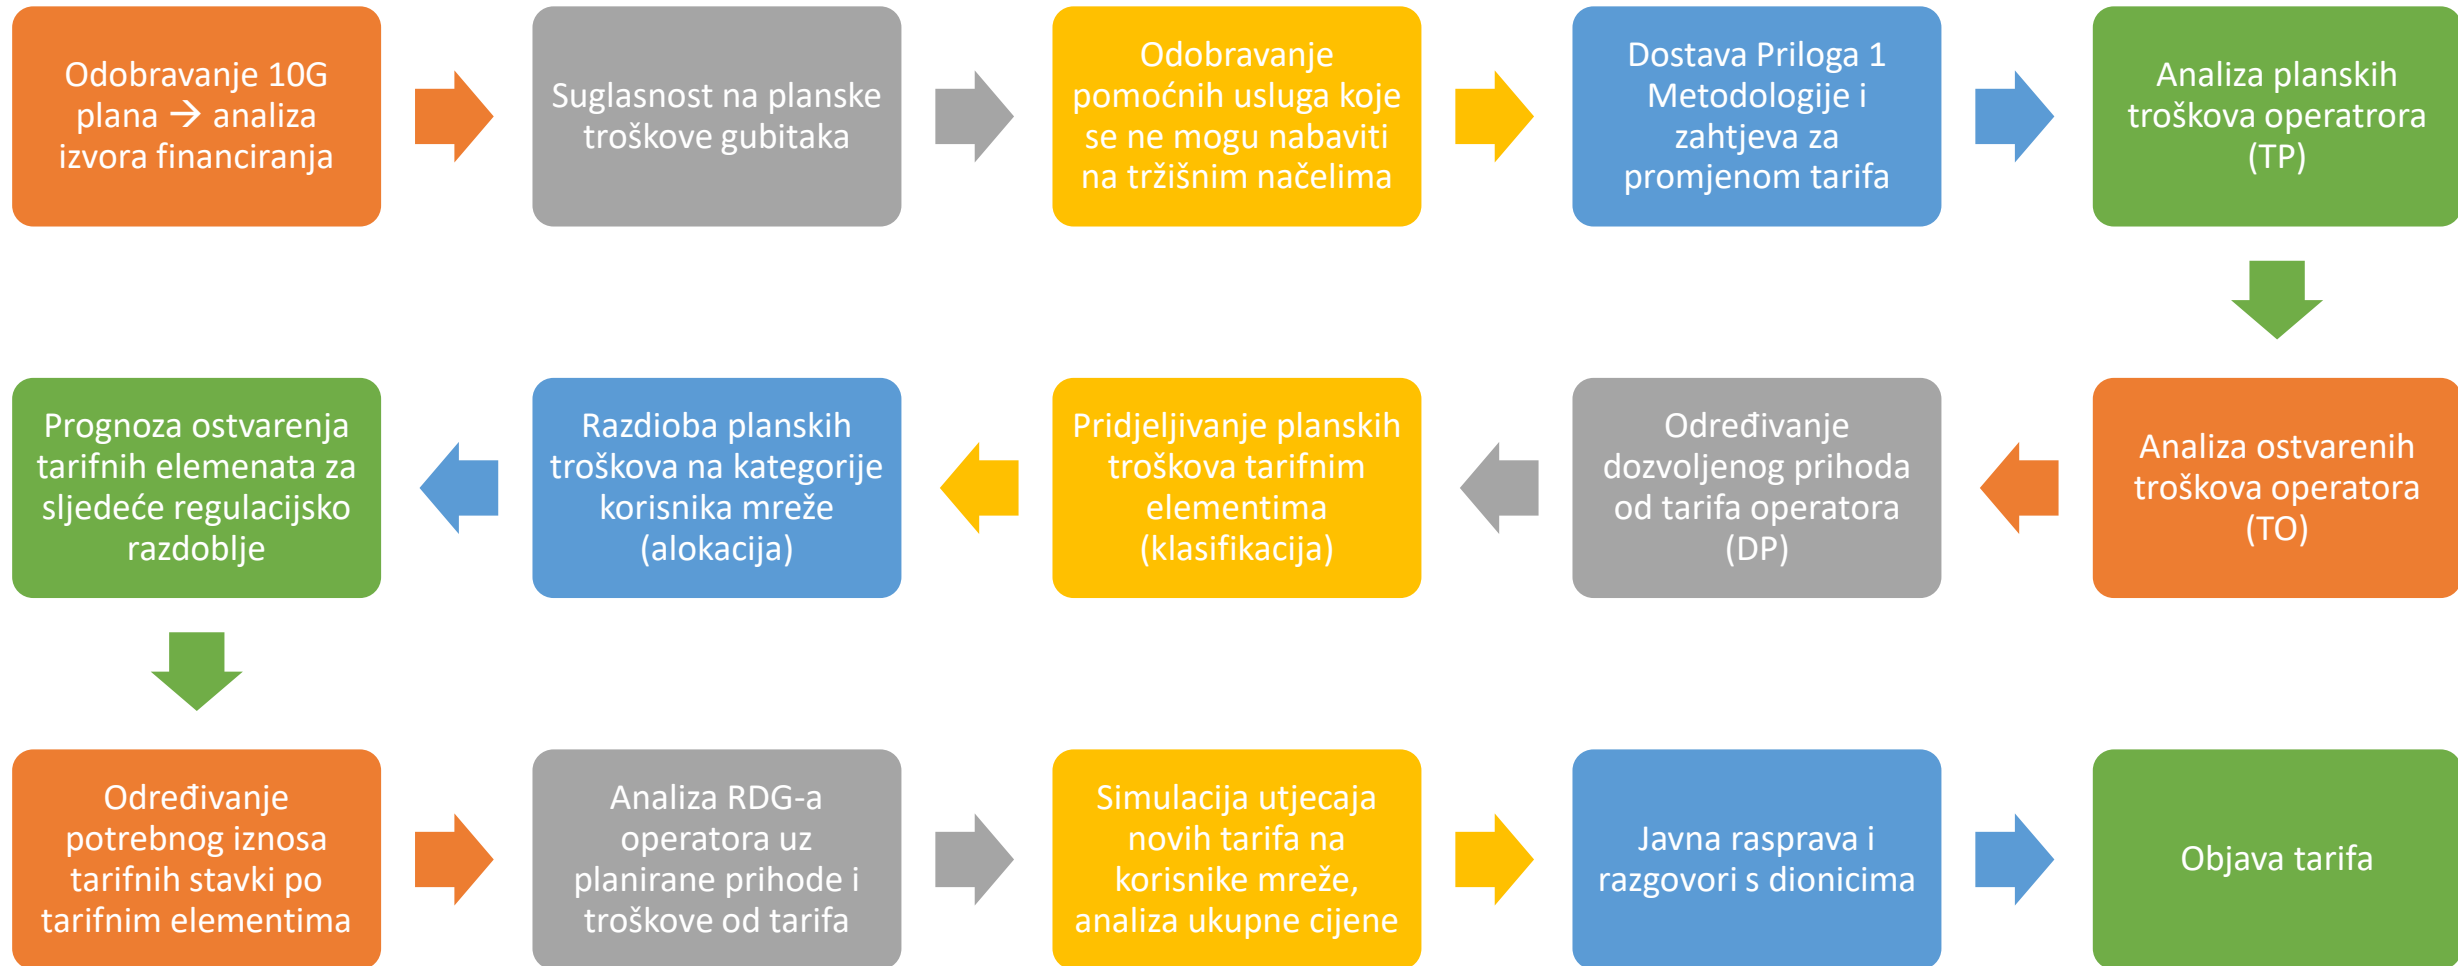 Odobravanje 10G
plana → analiza
izvora financiranja
Suglasnost na planske
troškove gubitaka
Odobravanje
pomoćnih usluga koje
se ne mogu nabaviti
na tržišnim načelima
Dostava Priloga 1
Metodologije i
zahtjeva za
promjenom tarifa
Analiza planskih
troškova operatrora
(TP)
Analiza ostvarenih
troškova operatora
(TO)
Određivanje
dozvoljenog prihoda
od tarifa operatora
(DP)
Pridjeljivanje planskih
troškova tarifnim
elementima
(klasifikacija)
Razdioba planskih
troškova na kategorije
korisnika mreže
(alokacija)
Prognoza ostvarenja
tarifnih elemenata za
sljedeće regulacijsko
razdoblje
Određivanje
potrebnog iznosa
tarifnih stavki po
tarifnim elementima
Analiza RDG-a
operatora uz
planirane prihode i
troškove od tarifa
Simulacija utjecaja
novih tarifa na
korisnike mreže,
analiza ukupne cijene
Javna rasprava i
razgovori s dionicima
Objava tarifa